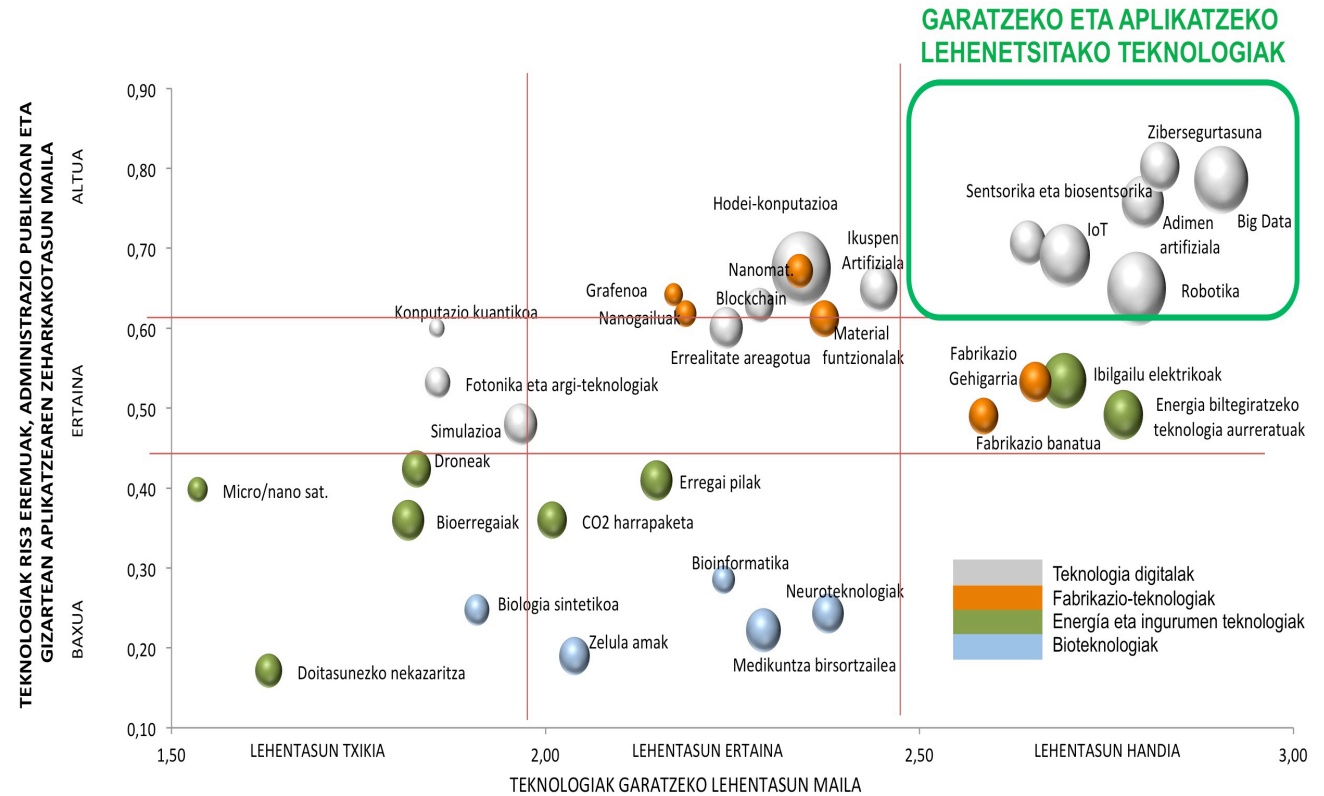 GARATZEKO ETA APLIKATZEKO
LEHENETSITAKO TEKNOLOGIAK
TEKNOLOGIAK RIS3 EREMUAK, ADMINISTRAZIO PUBLIKOAN ETA
GIZARTEAN APLIKATZEAREN ZEHARKAKOTASUN MAILA
ALTUA
ERTAINA
BAXUA
0,90
0,80
0,70
0,60
0,50
0,40
0,30
0,20
0,10
Zibersegurtasuna
Sentsorika eta biosentsorika
Big Data
Adimen
artifiziala
IoT
Robotika
Hodei-konputazioa
Ikuspen
Artifiziala
Nanomat.
Grafenoa
Blockchain
Nanogailuak
Konputazio kuantikoa
Material
funtzionalak
Errealitate areagotua
Fabrikazio
Gehigarria
Ibilgailu elektrikoak
Fotonika eta argi-teknologiak
Energia biltegiratzeko
teknologia aurreratuak
Simulazioa
Fabrikazio banatua
Droneak
Micro/nano sat.
Erregai pilak
Bioerregaiak
CO2 harrapaketa
Bioinformatika
Neuroteknologiak
Biologia sintetikoa
Zelula amak
Medikuntza birsortzailea
Doitasunezko nekazaritza
Teknologia digitalak
Fabrikazio-teknologiak
Energía eta ingurumen teknologiak
Bioteknologiak
1,50
2,00
2,50
3,00
LEHENTASUN TXIKIA
LEHENTASUN ERTAINA
LEHENTASUN HANDIA
TEKNOLOGIAK GARATZEKO LEHENTASUN MAILA